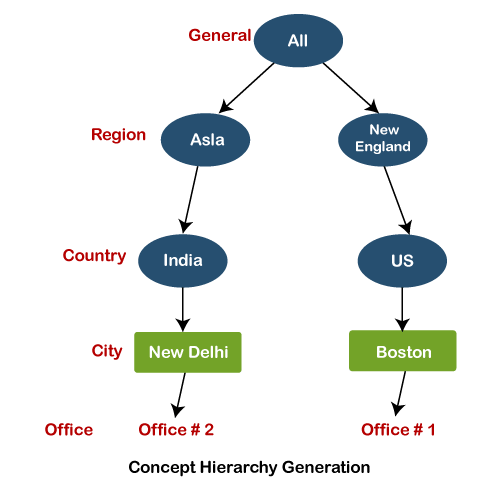 General
All
Region
Asla
New
England
Country
India
US
City
New Delhi
Boston
Office
Office # 2
Office # 1
Concept Hierarchy Generation